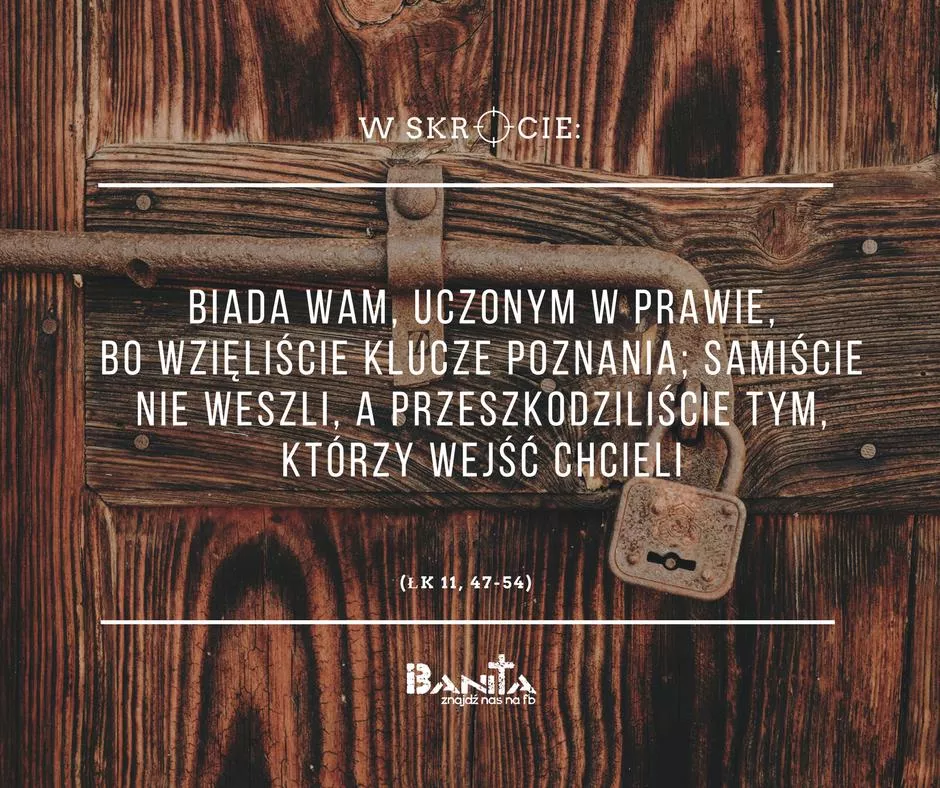 W SKRÓCIE:
BIADA WAM, UCZONYM W PRAWIE,
BO WZIĘLIŚCIE KLUCZE POZNANIA; SAMIŚCIE
NIE WESZLI, A PRZESZKODZILIŚCIE TYM,
KTÓRZY WEJŚĆ CHCIELI
(ŁK 11, 47-54)
BANITA
znajdź nas na fb